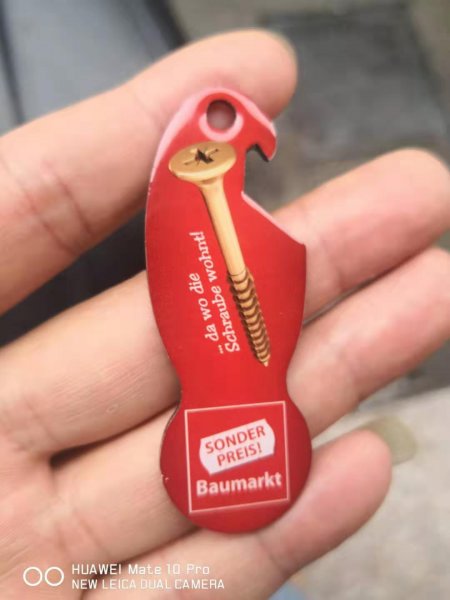 ... da wo die
Schraube wohnt!
SONDER
PREIS!
Baumarkt
HUAWEI Mate 10 Pro
NEW LEICA DUAL CAMERA